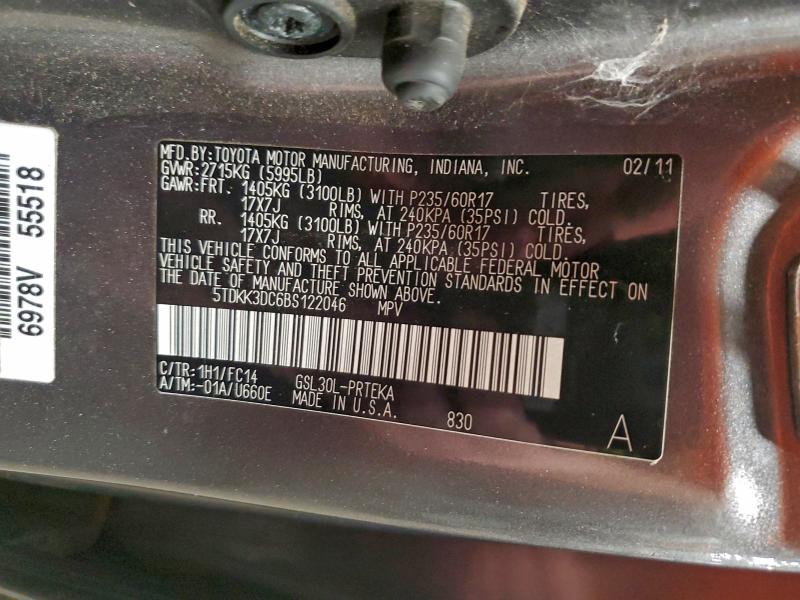 MFD.BY:TOYOTA MOTOR MANUFACTURING, INDIANA, INC. 02/11
GVWR:2715KG (5995LB)
GAWR:FRT. 1405KG (3100LB) WITH P235/60R17 TIRES,
17X7J RIMS, AT 240KPA (35PSI) COLD.
RR. 1405KG (3100LB) WITH P235/60R17 TIRES,
17X7J RIMS, AT 240KPA (35PSI) COLD.
THIS VEHICLE CONFORMS TO ALL APPLICABLE FEDERAL MOTOR
VEHICLE SAFETY AND THEFT PREVENTION STANDARDS IN EFFECT ON
THE DATE OF MANUFACTURE SHOWN ABOVE.
5TDKK3DC6BS122046 MPV
C/TR:1H1/FC14 GSL30L-PRTEKA
A/TM:-01A/U660E MADE IN U.S.A.
830
A
6978V 55518